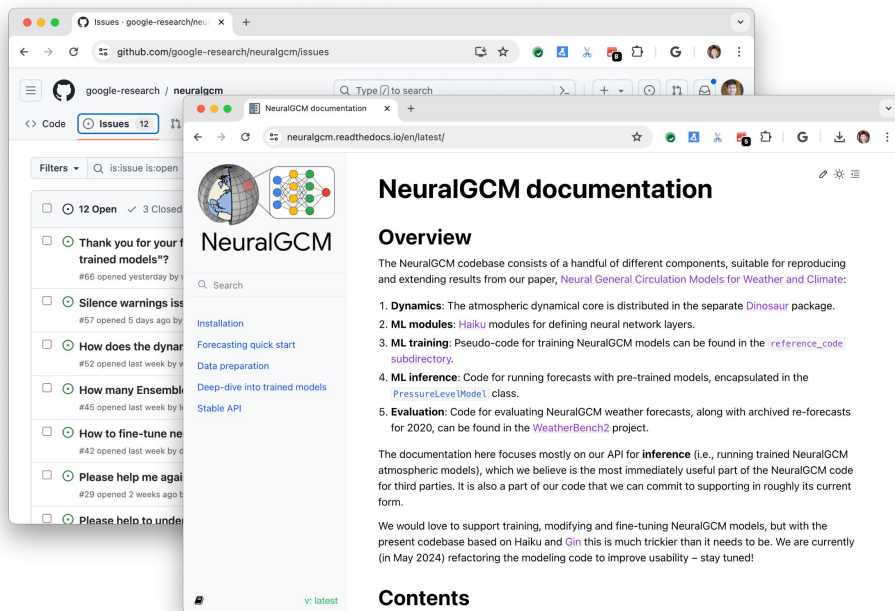 Issues · google-research/neur
github.com/google-research/neuralgcm/issues
6
G
google-research / neuralgcm
Type / to search
Code
Issues 12
Filters
is:issue is:open
12 Open
3 Closed
Thank you for your f
trained models"?
#66 opened yesterday by
Silence warnings iss
#57 opened 5 days ago by
How does the dynar
#52 opened last week by
How many Ensemble
#45 opened last week by
How to fine-tune ne
#42 opened last week by
Please help me agai
#29 opened 2 weeks ago
Please help to under
NeuralGCM documentation
neuralgcm.readthedocs.io/en/latest/
6
G
NeuralGCM
Search
Installation
Forecasting quick start
Data preparation
Deep-dive into trained models
Stable API
v: latest
NeuralGCM documentation
Overview
The NeuralGCM codebase consists of a handful of different components, suitable for reproducing
and extending results from our paper, Neural General Circulation Models for Weather and Climate:
1. Dynamics: The atmospheric dynamical core is distributed in the separate Dinosaur package.
2. ML modules: Haiku modules for defining neural network layers.
3. ML training: Pseudo-code for training NeuralGCM models can be found in the reference_code
subdirectory.
4. ML inference: Code for running forecasts with pre-trained models, encapsulated in the
PressureLevelModel class.
5. Evaluation: Code for evaluating NeuralGCM weather forecasts, along with archived re-forecasts
for 2020, can be found in the WeatherBench2 project.
The documentation here focuses mostly on our API for inference (i.e., running trained NeuralGCM
atmospheric models), which we believe is the most immediately useful part of the NeuralGCM code
for third parties. It is also a part of our code that we can commit to supporting in roughly its current
form.
We would love to support training, modifying and fine-tuning NeuralGCM models, but with the
present codebase based on Haiku and Gin this is much trickier than it needs to be. We are currently
(in May 2024) refactoring the modeling code to improve usability – stay tuned!
Contents